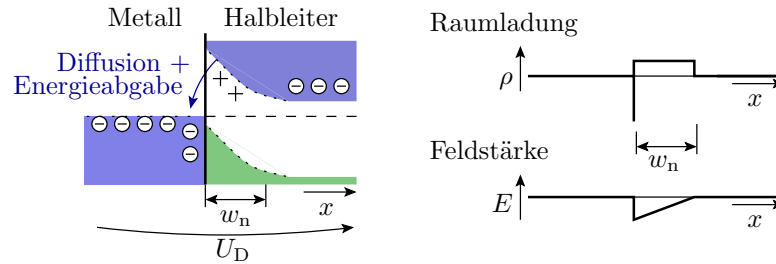 Metall Halbleiter
Diffusion +
Energieabgabe
+
+
− − −
− − − − −
−
w_n
x
U_D
Raumladung
ρ
x
w_n
Feldstärke
E
x